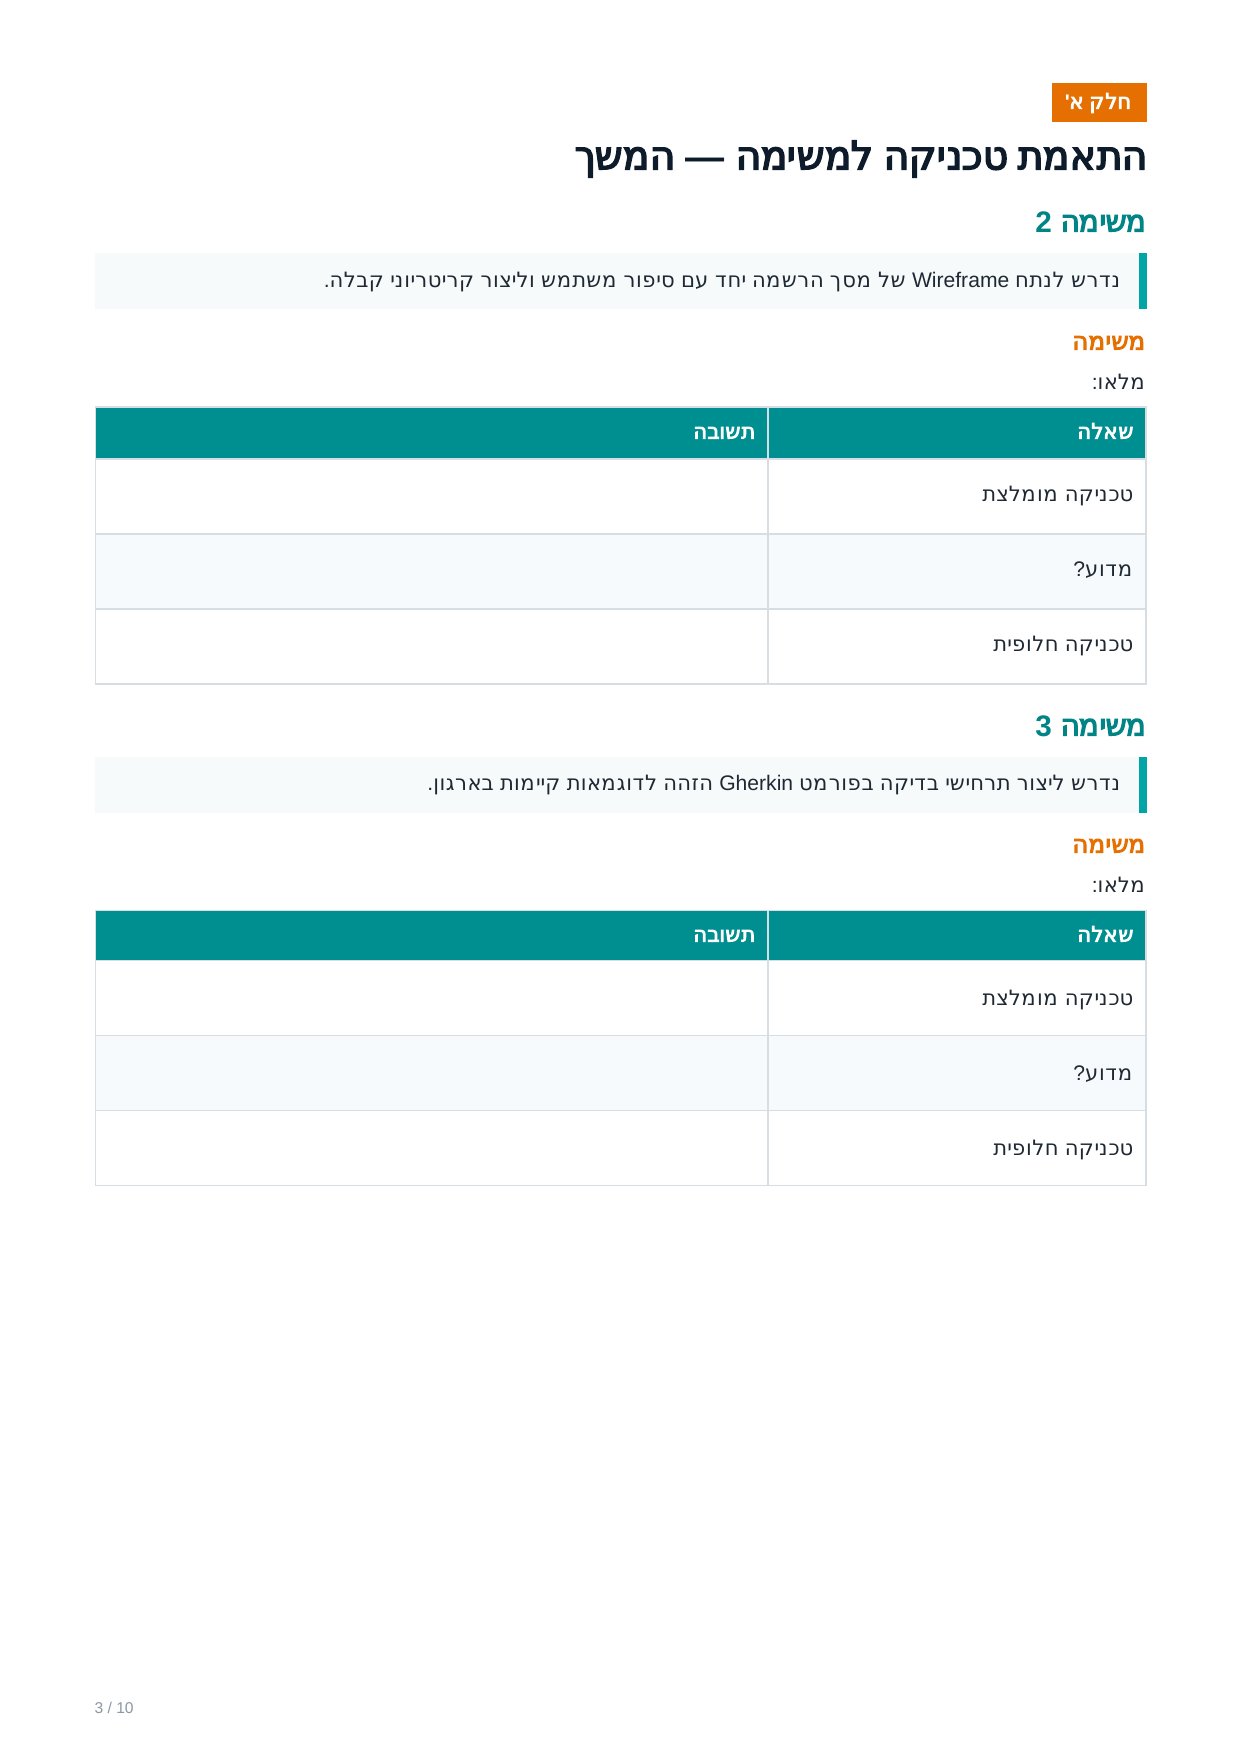 חלק א'
התאמת טכניקה למשימה — המשך
משימה 2
נדרש לנתח Wireframe של מסך הרשמה יחד עם סיפור משתמש וליצור קריטריוני קבלה.
משימה
מלאו:
שאלה תשובה
טכניקה מומלצת
מדוע?
טכניקה חלופית
משימה 3
נדרש ליצור תרחישי בדיקה בפורמט Gherkin הזהה לדוגמאות קיימות בארגון.
משימה
מלאו:
שאלה תשובה
טכניקה מומלצת
מדוע?
טכניקה חלופית
3 / 10